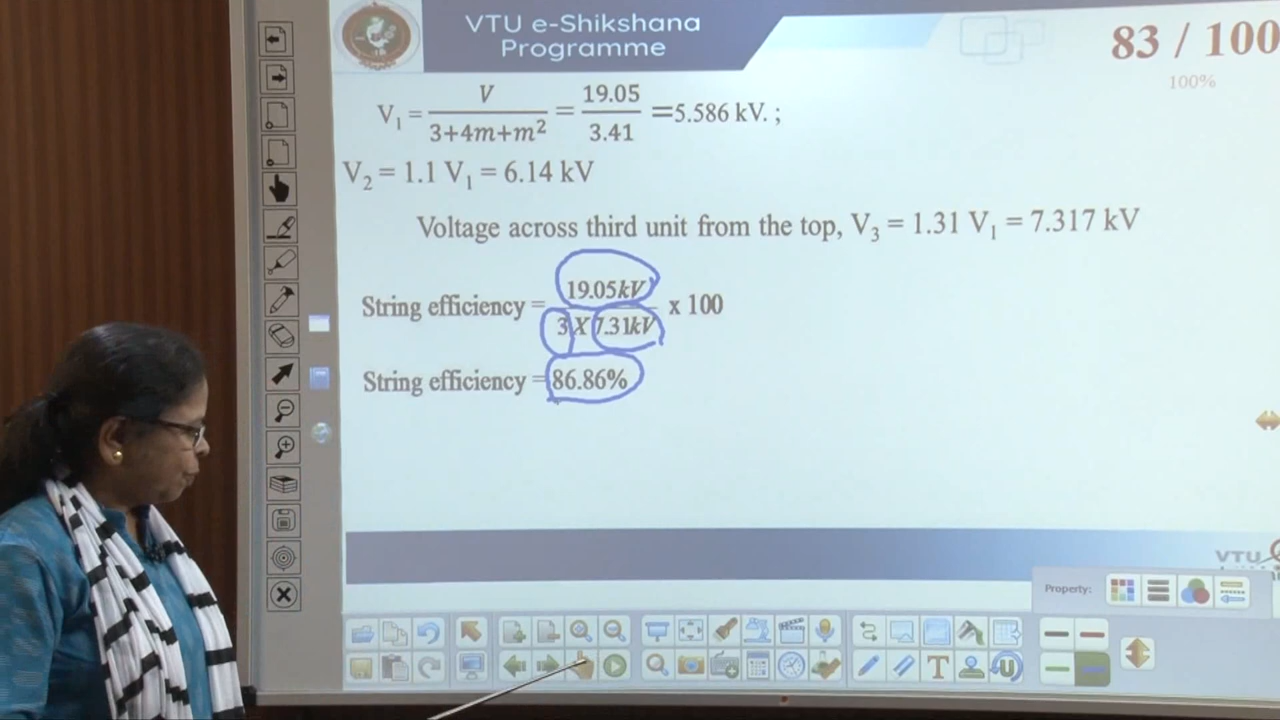 VTU e-Shikshana
Programme
83 / 100
100%
V₁ = V / 3+4m+m² = 19.05 / 3.41 =5.586 kV. ;
V₂ = 1.1 V₁ = 6.14 kV
Voltage across third unit from the top, V₃ = 1.31 V₁ = 7.317 kV
String efficiency = 19.05kV / 3 X 7.31kV x 100
String efficiency =86.86%
VTU
Property: